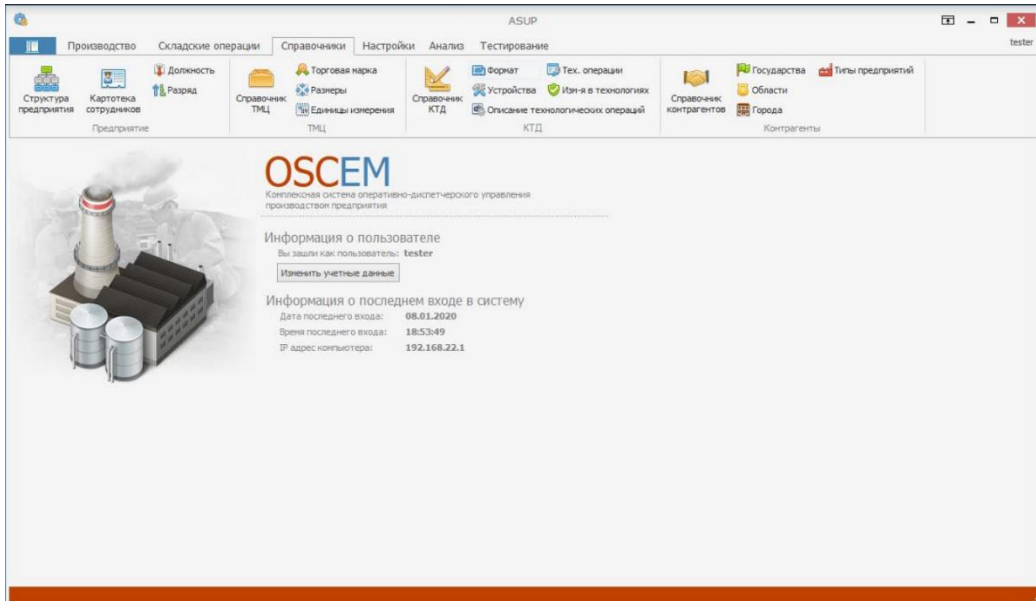 ASUP
Производство Складские операции Справочники Настройки Анализ Тестирование tester
Структура предприятия
Картотека сотрудников
Должность
Разряд
Предприятие
Справочник ТМЦ
Торговая марка
Размеры
Единицы измерения
ТМЦ
Справочник КТД
Формат
Тех. операции
Устройства
Изм-я в технологиях
Описание технологических операций
КТД
Справочник контрагентов
Государства
Типы предприятий
Области
Города
Контрагенты
OSCEM
Комплексная система оперативно-диспетчерского управления
производством предприятия
Информация о пользователе
Вы зашли как пользователь: tester
Изменить учетные данные
Информация о последнем входе в систему
Дата последнего входа: 08.01.2020
Время последнего входа: 18:53:49
IP адрес компьютера: 192.168.22.1